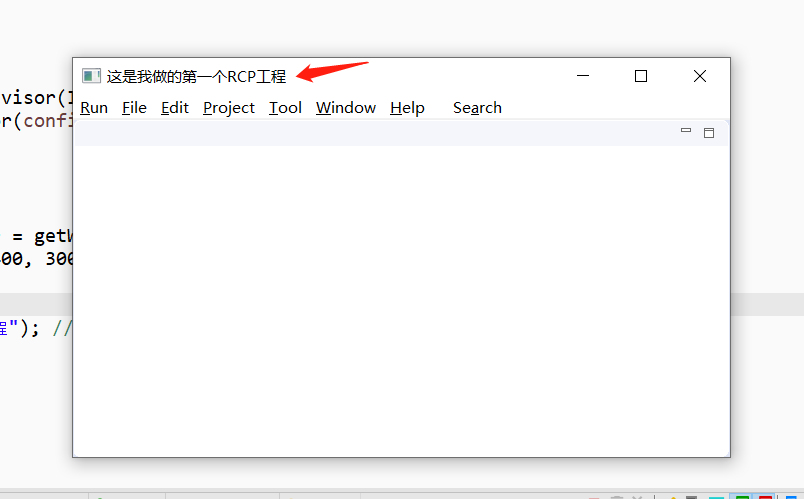 这是我做的第一个RCP工程
Run File Edit Project Tool Window Help Search
visor(
r(confi
= getW
00, 300
程"); //